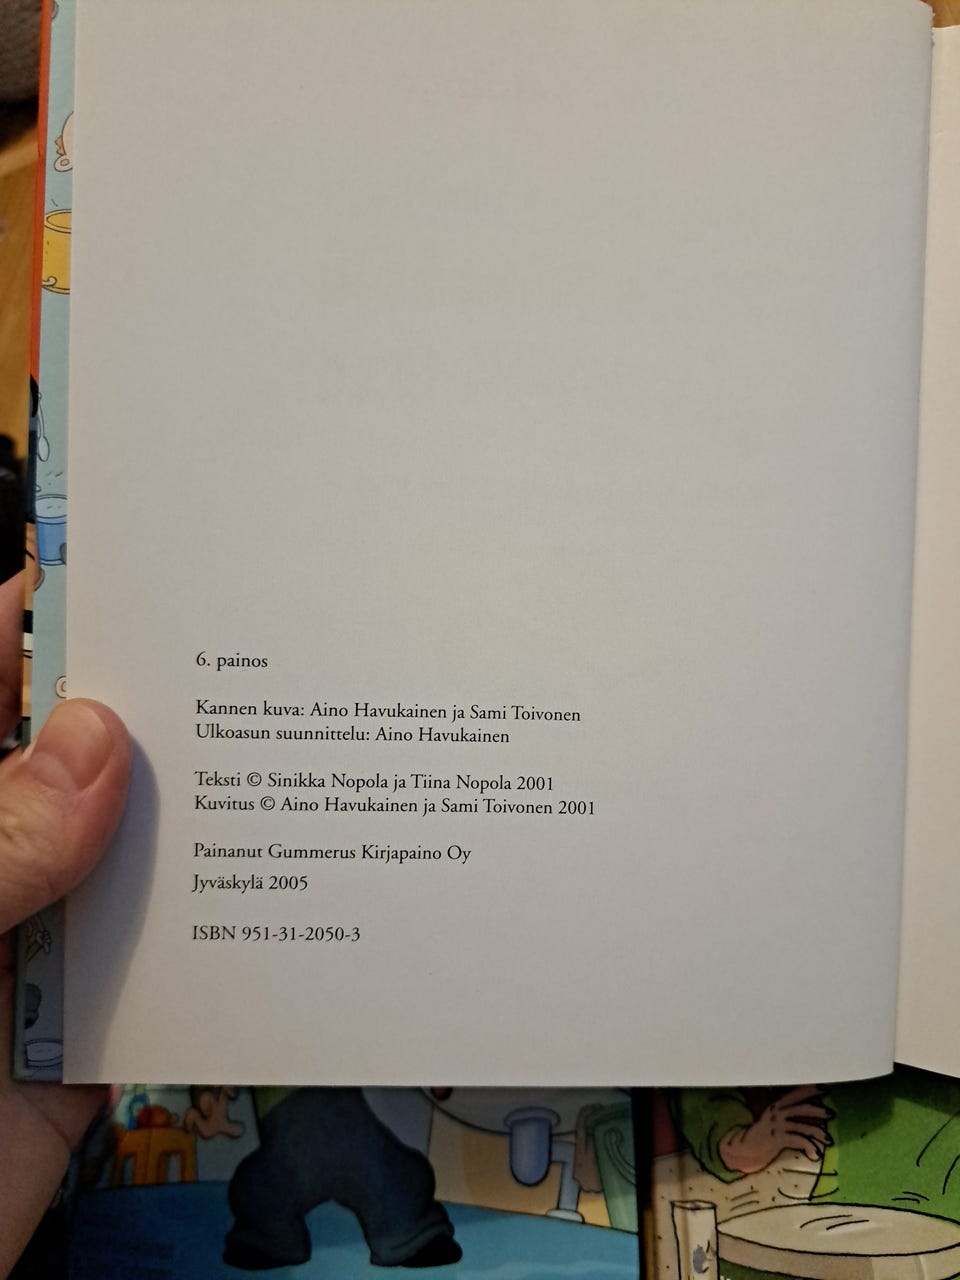 6. painos
Kannen kuva: Aino Havukainen ja Sami Toivonen
Ulkoasun suunnittelu: Aino Havukainen
Teksti © Sinikka Nopola ja Tiina Nopola 2001
Kuvitus © Aino Havukainen ja Sami Toivonen 2001
Painanut Gummerus Kirjapaino Oy
Jyväskylä 2005
ISBN 951-31-2050-3